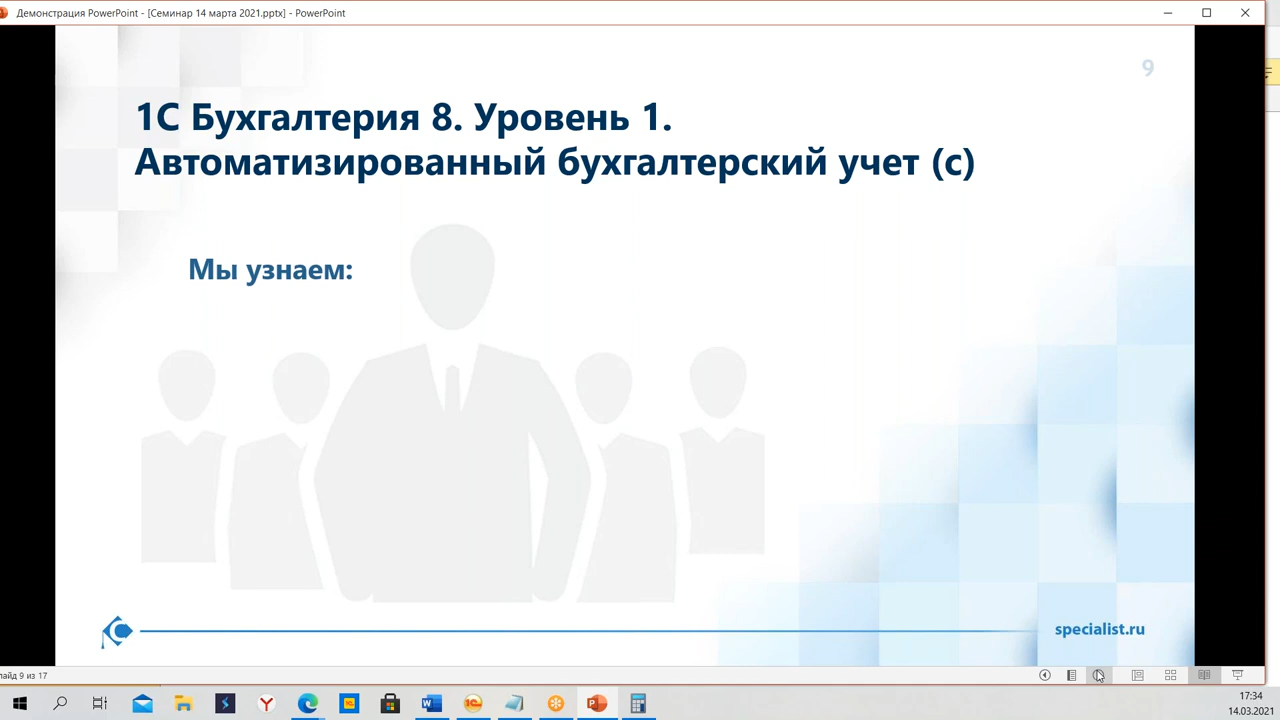 Демонстрация PowerPoint - [Семинар 14 марта 2021.pptx] - PowerPoint
9
1С Бухгалтерия 8. Уровень 1.
Автоматизированный бухгалтерский учет (с)
Мы узнаем:
specialist.ru
лайд 9 из 17
17:34
14.03.2021